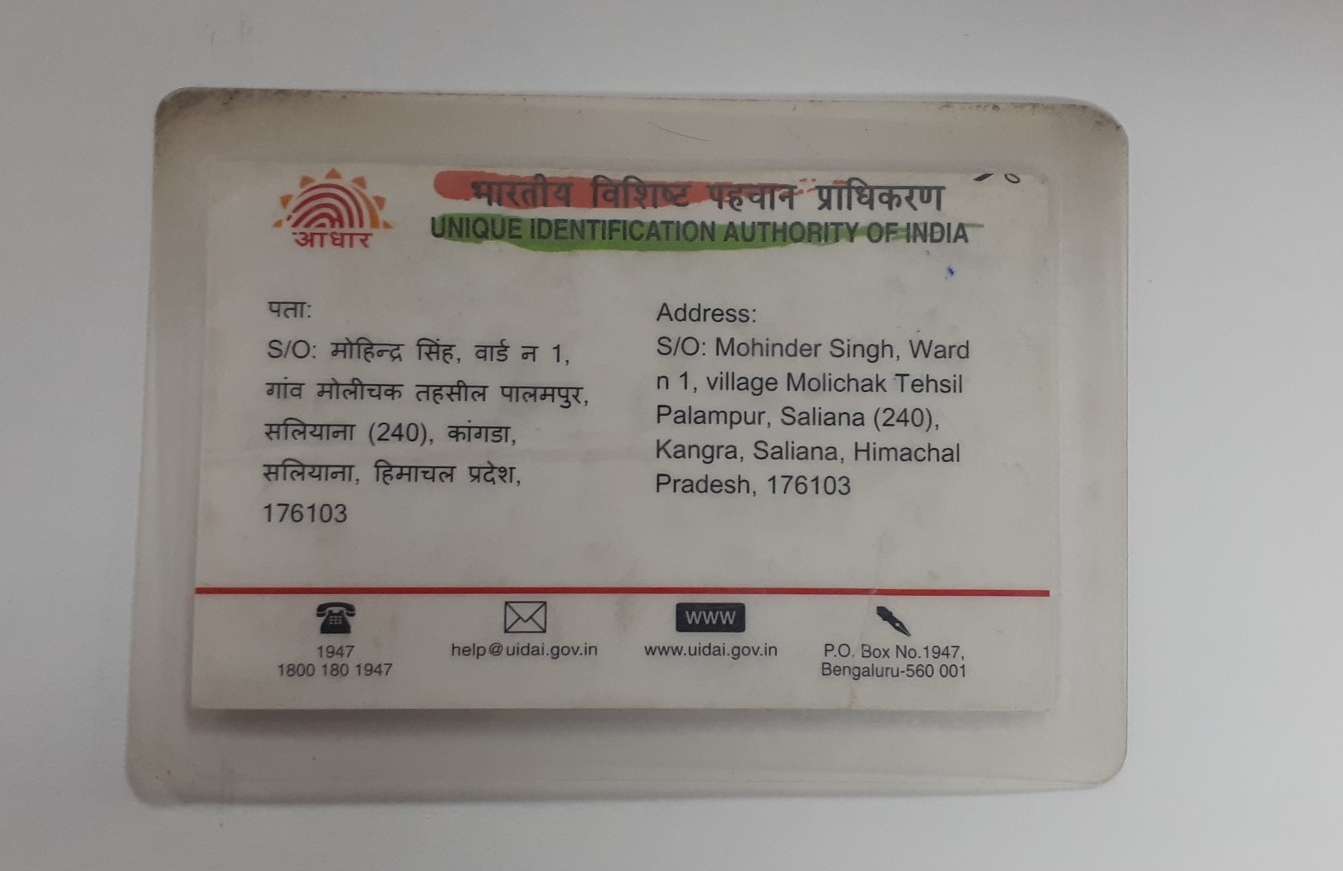 भारतीय विशिष्ट पहचान प्राधिकरण
UNIQUE IDENTIFICATION AUTHORITY OF INDIA
आधार
पता:
S/O: मोहिन्द्र सिंह, वार्ड न 1,
गांव मोलीचक तहसील पालमपुर,
सलियाना (240), कांगडा,
सलियाना, हिमाचल प्रदेश,
176103
Address:
S/O: Mohinder Singh, Ward
n 1, village Molichak Tehsil
Palampur, Saliana (240),
Kangra, Saliana, Himachal
Pradesh, 176103
1947
1800 180 1947
help@uidai.gov.in
www
www.uidai.gov.in
P.O. Box No.1947,
Bengaluru-560 001